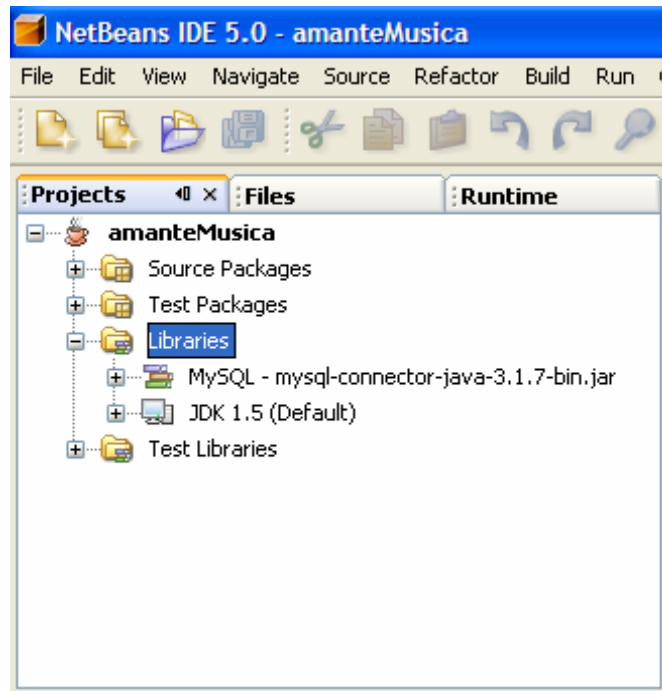 NetBeans IDE 5.0 - amanteMusica
File Edit View Navigate Source Refactor Build Run
Projects Files Runtime
amanteMusica
Source Packages
Test Packages
Libraries
MySQL - mysql-connector-java-3.1.7-bin.jar
JDK 1.5 (Default)
Test Libraries